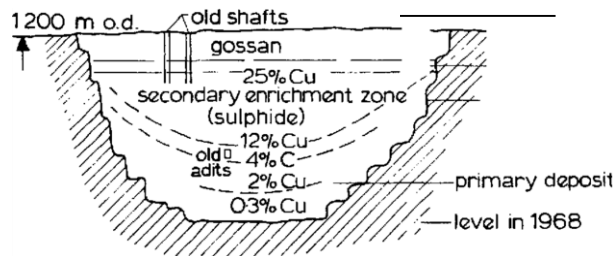 1200 m o.d.
old shafts
gossan
25% Cu
secondary enrichment zone
(sulphide)
12% Cu
old
adits
4% C
2% Cu
primary deposit
0·3% Cu
level in 1968